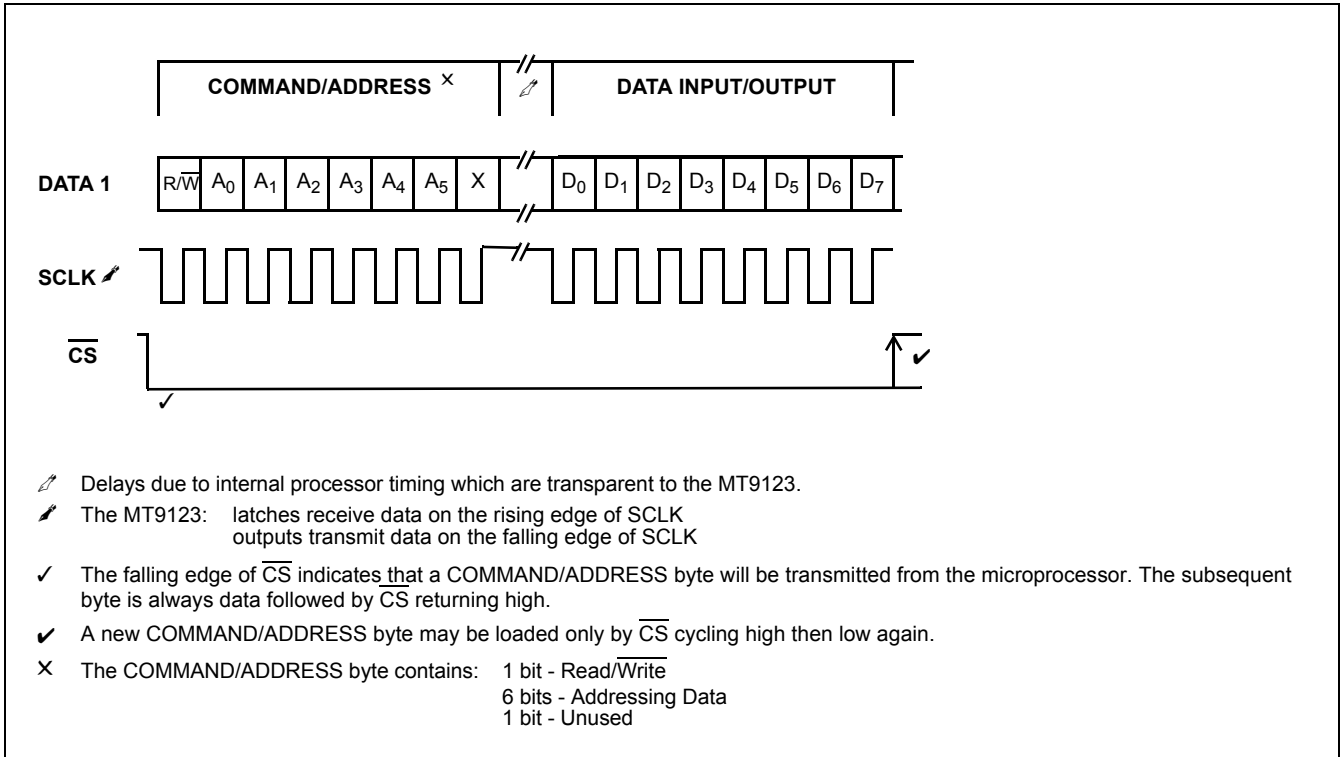 COMMAND/ADDRESS ✕ DATA INPUT/OUTPUT
DATA 1 R/W̅ A₀ A₁ A₂ A₃ A₄ A₅ X D₀ D₁ D₂ D₃ D₄ D₅ D₆ D₇
SCLK
C̅S̅
Delays due to internal processor timing which are transparent to the MT9123.
The MT9123: latches receive data on the rising edge of SCLK
outputs transmit data on the falling edge of SCLK
✓ The falling edge of C̅S̅ indicates that a COMMAND/ADDRESS byte will be transmitted from the microprocessor. The subsequent
byte is always data followed by C̅S̅ returning high.
✔ A new COMMAND/ADDRESS byte may be loaded only by C̅S̅ cycling high then low again.
✕ The COMMAND/ADDRESS byte contains: 1 bit - Read/W̅r̅i̅t̅e̅
6 bits - Addressing Data
1 bit - Unused